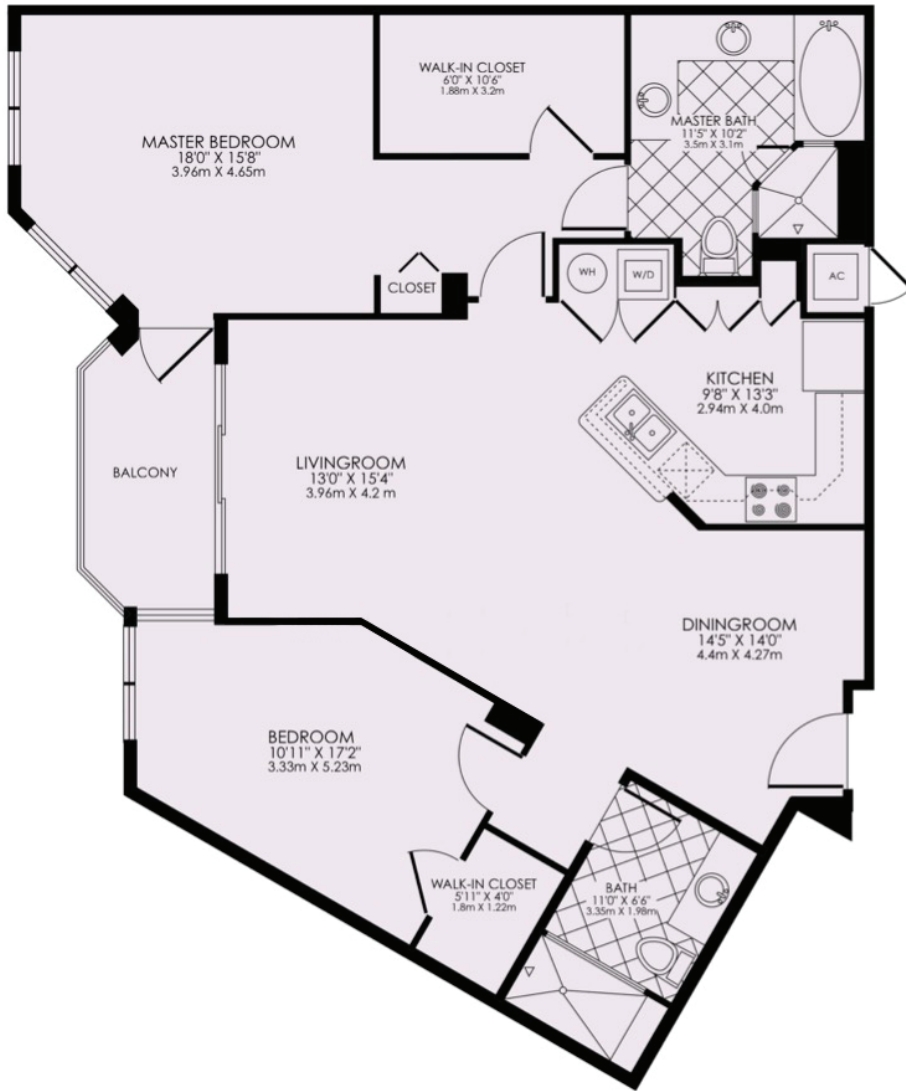 WALK-IN CLOSET
6'0" X 10'6"
1.88m X 3.2m
MASTER BEDROOM
18'0" X 15'8"
3.96m X 4.65m
MASTER BATH
11'5" X 10'2"
3.5m X 3.1m
CLOSET
WH
W/D
AC
KITCHEN
9'8" X 13'3"
2.94m X 4.0m
BALCONY
LIVINGROOM
13'0" X 15'4"
3.96m X 4.2 m
DININGROOM
14'5" X 14'0"
4.4m X 4.27m
BEDROOM
10'11" X 17'2"
3.33m X 5.23m
WALK-IN CLOSET
5'11" X 4'0"
1.8m X 1.22m
BATH
11'0" X 6'6"
3.35m X 1.98m